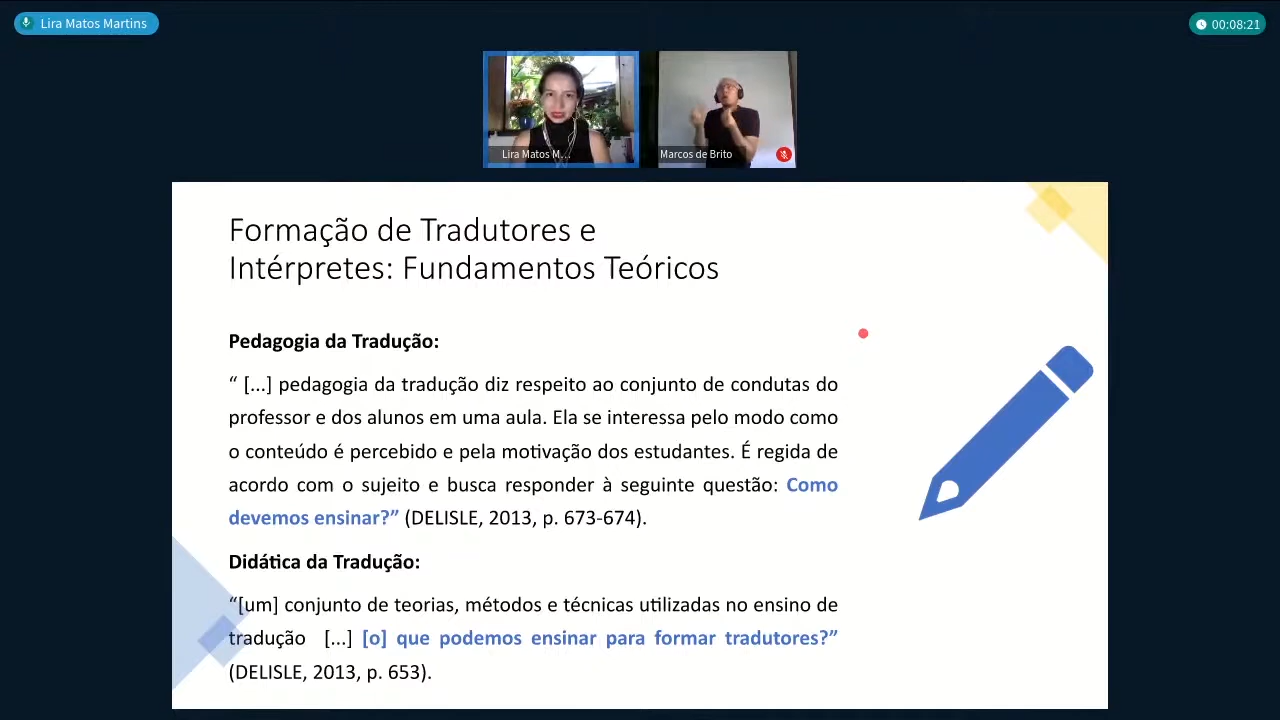 Lira Matos Martins
00:08:21
Lira Matos M...
Marcos de Brito
Formação de Tradutores e
Intérpretes: Fundamentos Teóricos
Pedagogia da Tradução:
“ [...] pedagogia da tradução diz respeito ao conjunto de condutas do
professor e dos alunos em uma aula. Ela se interessa pelo modo como
o conteúdo é percebido e pela motivação dos estudantes. É regida de
acordo com o sujeito e busca responder à seguinte questão: Como
devemos ensinar?” (DELISLE, 2013, p. 673-674).
Didática da Tradução:
“[um] conjunto de teorias, métodos e técnicas utilizadas no ensino de
tradução [...] [o] que podemos ensinar para formar tradutores?”
(DELISLE, 2013, p. 653).